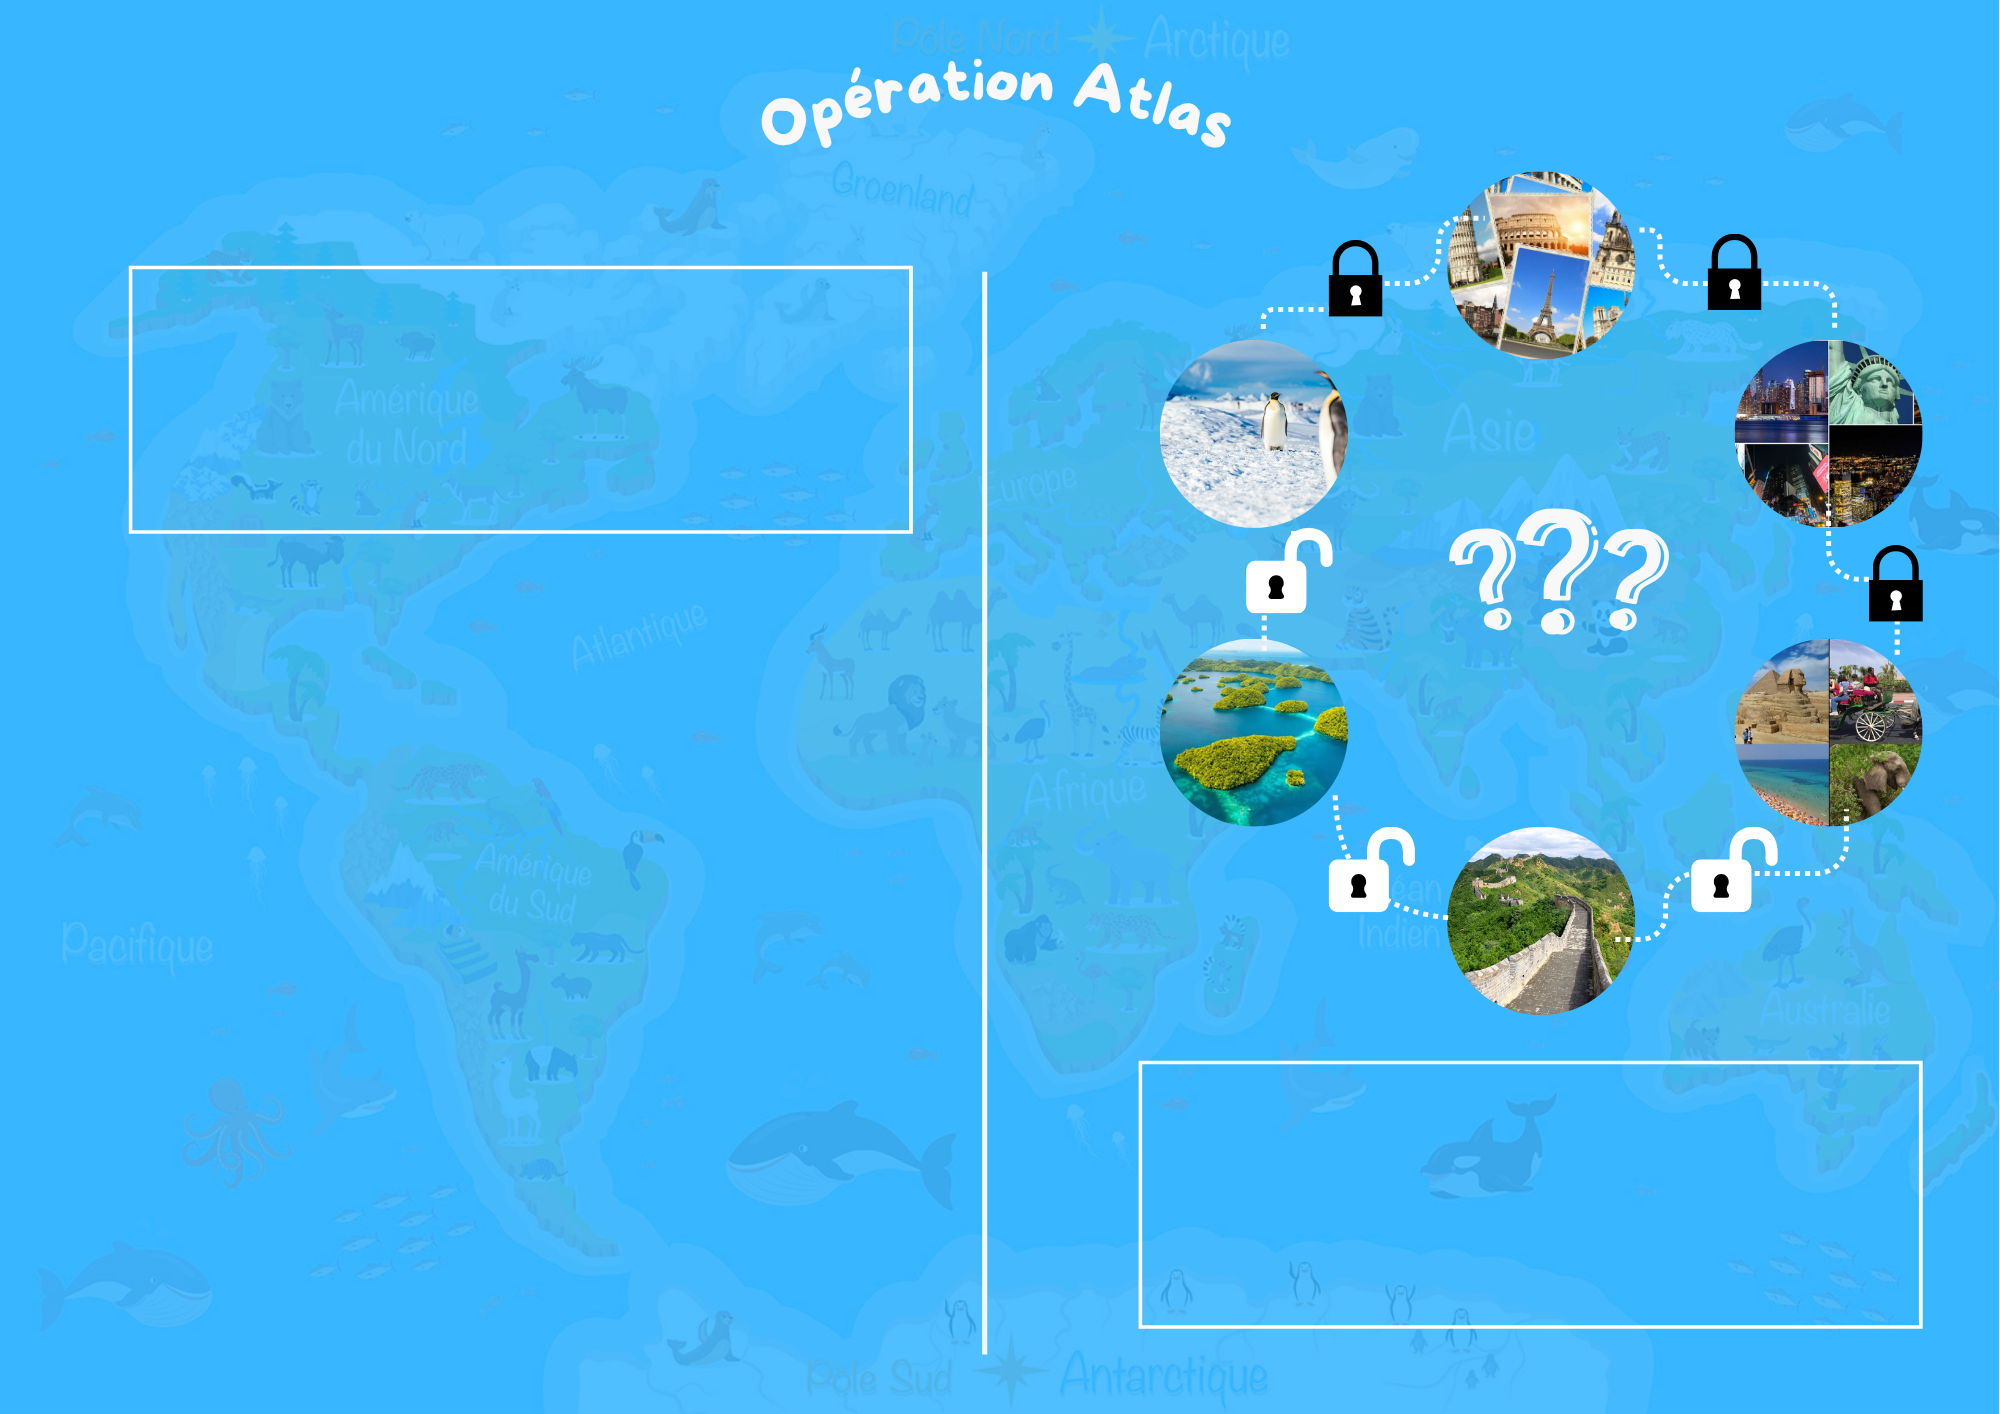 Pôle Nord Arctique
Opération Atlas
Groenland
Amérique
du Nord
Asie
Europe
???
Atlantique
Afrique
Amérique
du Sud
éan
Indien
Pacifique
Australie
Pôle Sud Antarctique